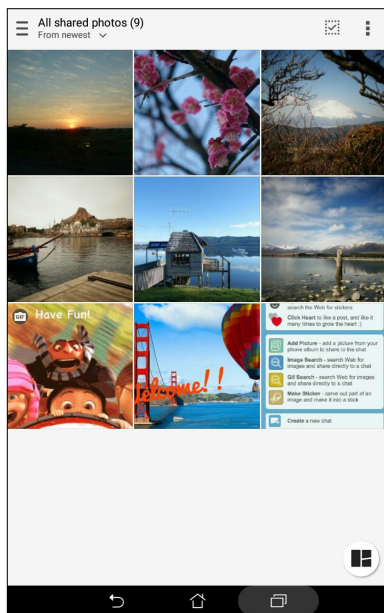 All shared photos (9)
From newest
GIF Have Fun!
Welcome!!
search the Web for stickers
Click Heart to like a post, and like it
many times to grow the heart :)
Add Picture - add a picture from your
phone album to share to the chat
Image Search - search Web for
images and share directly to a chat
Gif Search - search Web for images
and share directly to a chat
Make Sticker - carve out part of an
image and make it into a stick
Create a new chat